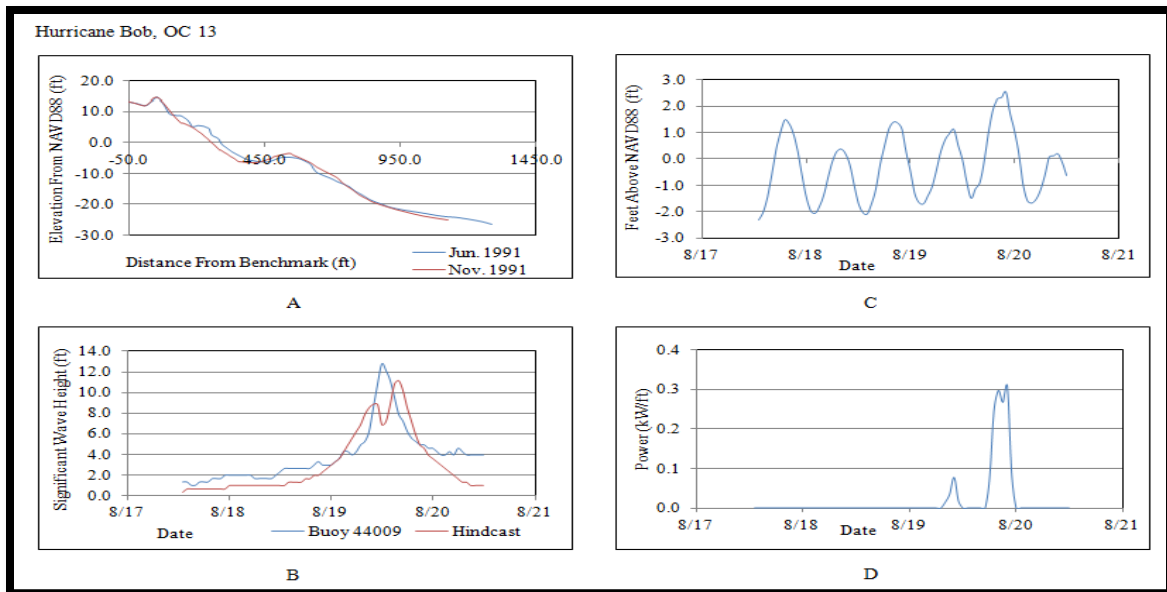 Hurricane Bob, OC 13
Elevation From NAVD88 (ft)
20.0
10.0
0.0
-10.0
-20.0
-30.0
-50.0
450.0
950.0
1450.0
Distance From Benchmark (ft)
Jun. 1991
Nov. 1991
A
Feet Above NAVD88 (ft)
3.0
2.0
1.0
0.0
-1.0
-2.0
-3.0
8/17
8/18
8/19
8/20
8/21
Date
C
Significant Wave Height (ft)
14.0
12.0
10.0
8.0
6.0
4.0
2.0
0.0
8/17
8/18
8/19
8/20
8/21
Date
Buoy 44009
Hindcast
B
Power (kW/ft)
0.4
0.3
0.2
0.1
0.0
8/17
8/18
8/19
8/20
8/21
Date
D